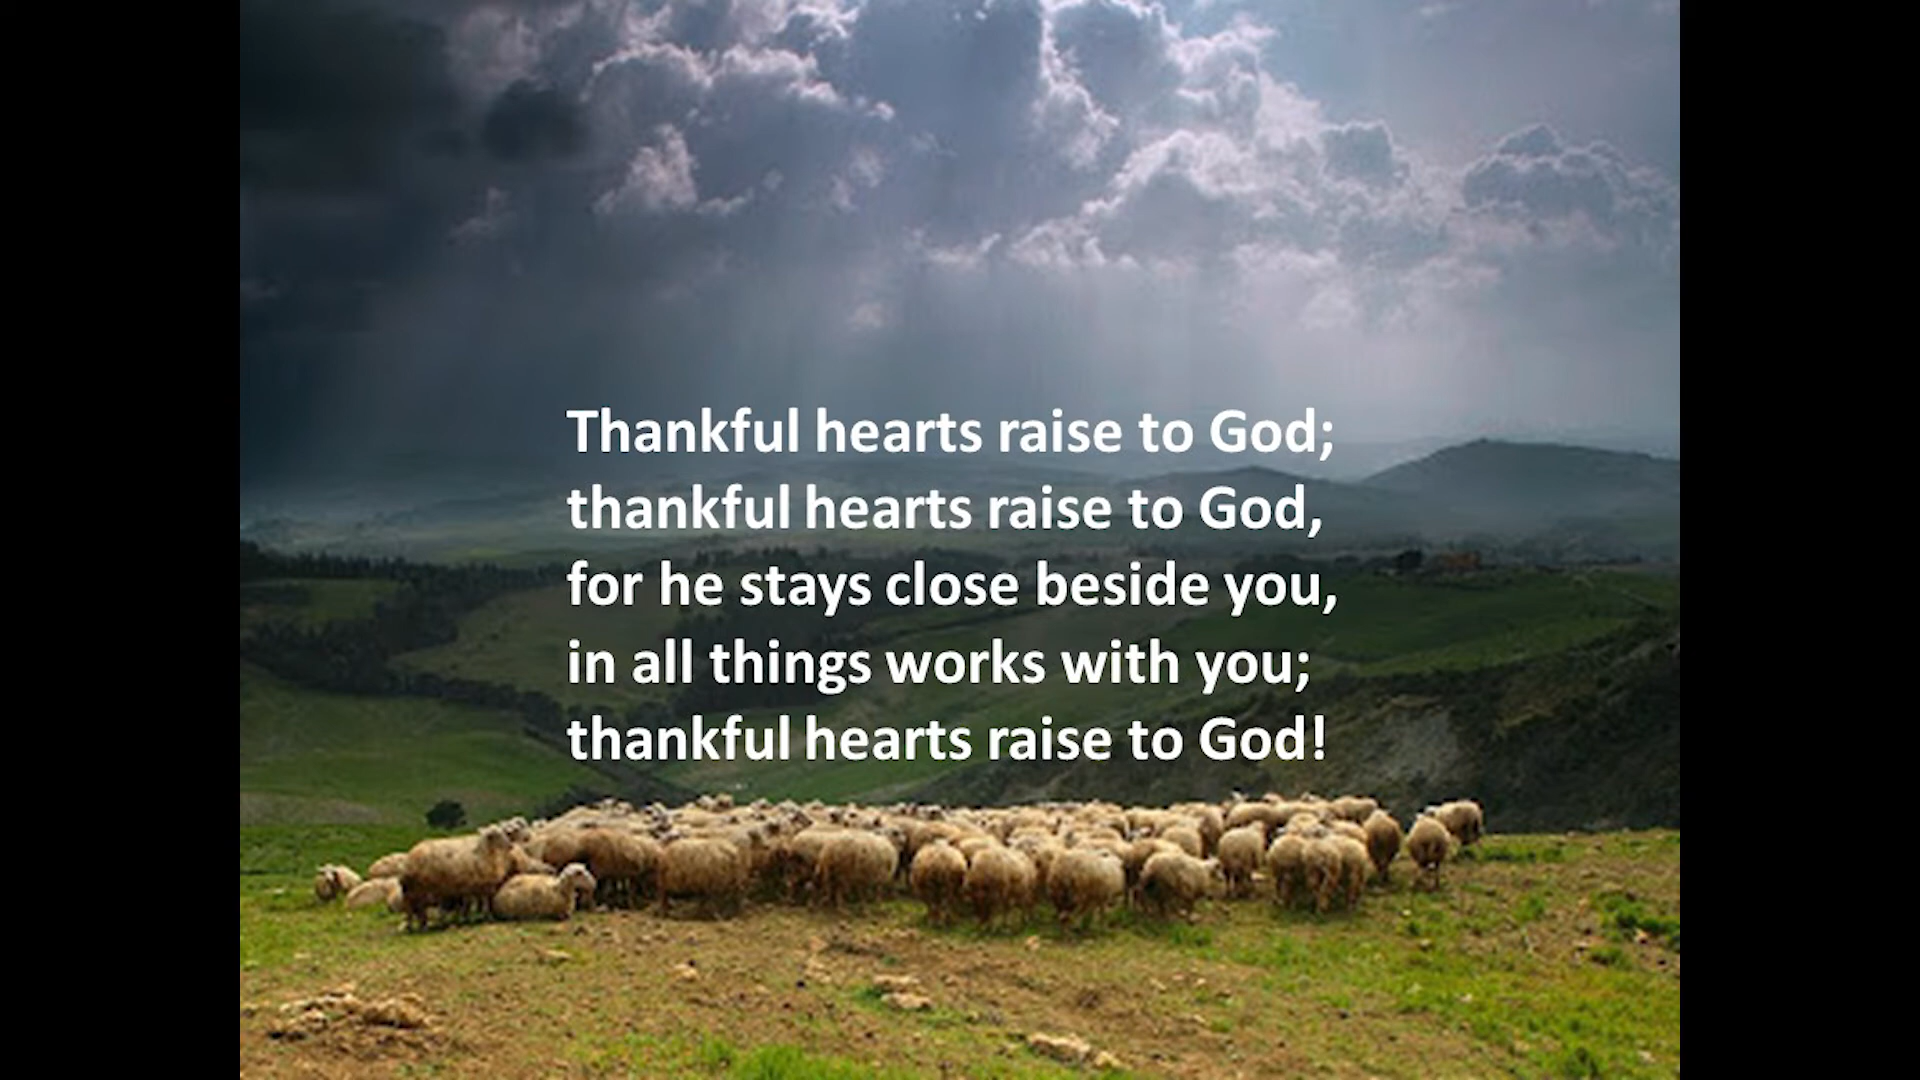 Thankful hearts raise to God;
thankful hearts raise to God,
for he stays close beside you,
in all things works with you;
thankful hearts raise to God!